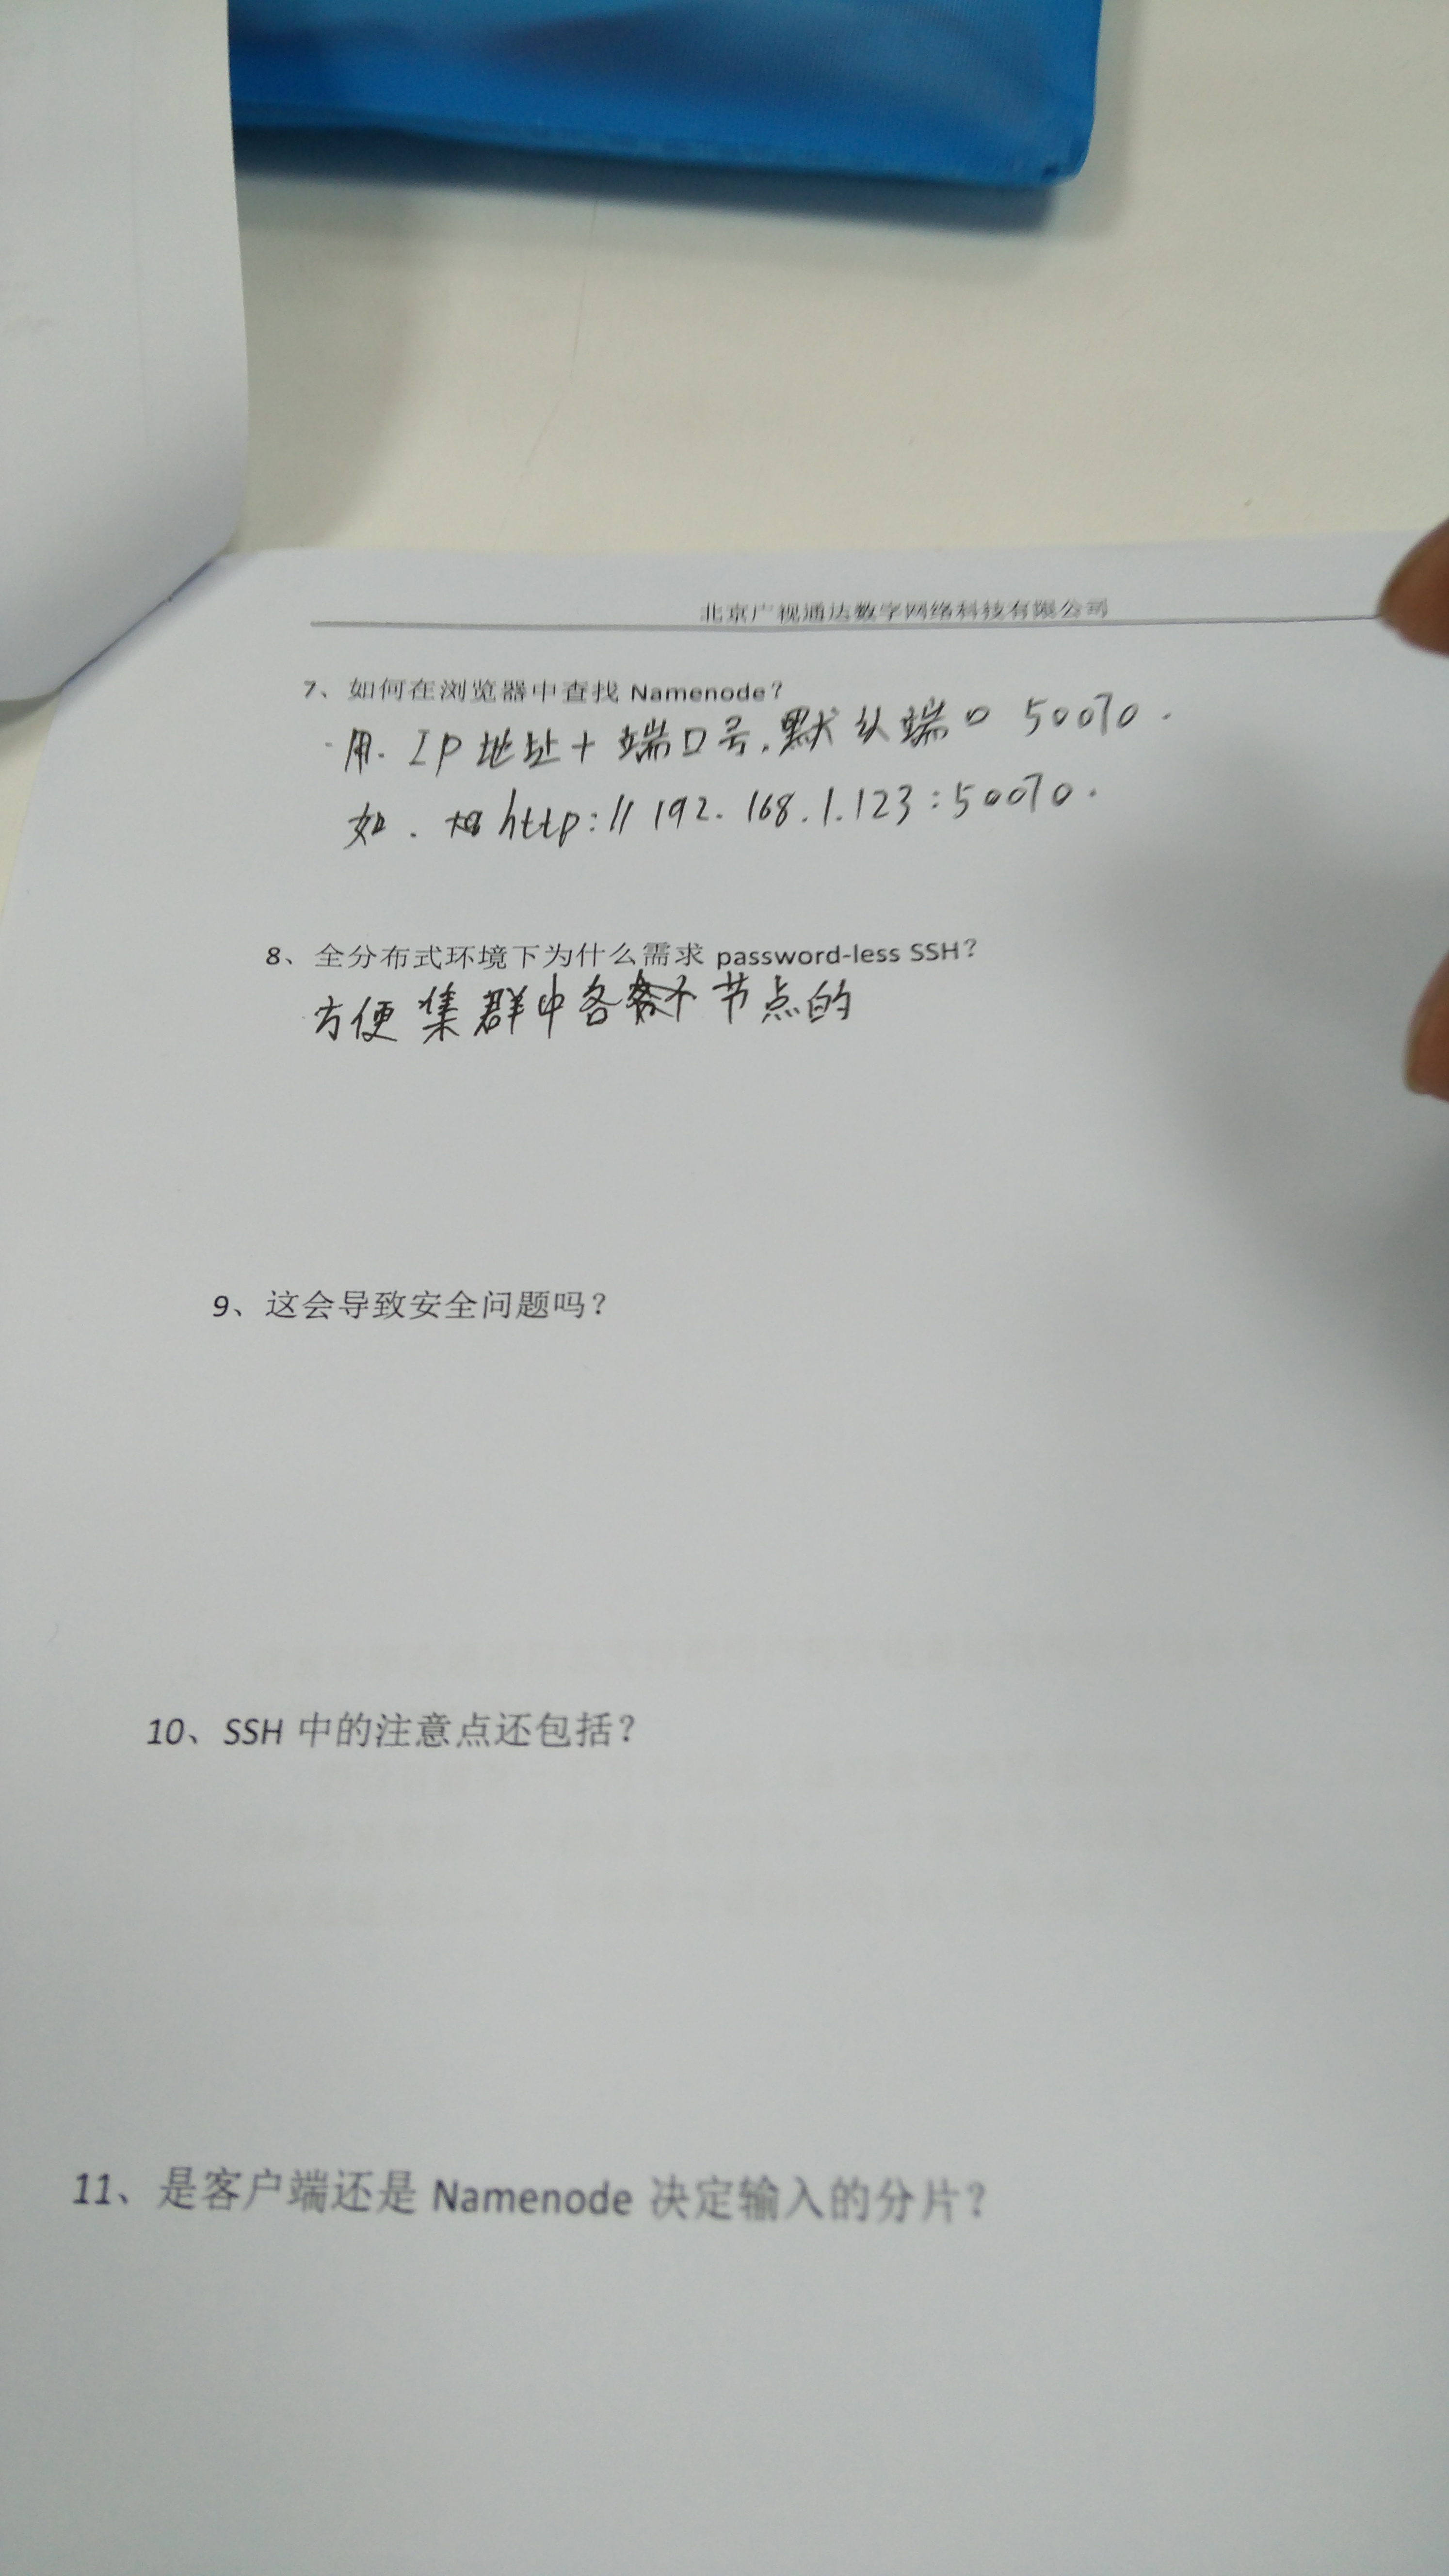 北京广视通达数字网络科技有限公司
7、如何在浏览器中查找 Namenode？
用. IP地址+端口号.默认端口 50070.
如. http://192.168.1.123:50070.
8、全分布式环境下为什么需求 password-less SSH？
方便集群中各个节点的
9、这会导致安全问题吗？
10、SSH 中的注意点还包括？
11、是客户端还是 Namenode 决定输入的分片？